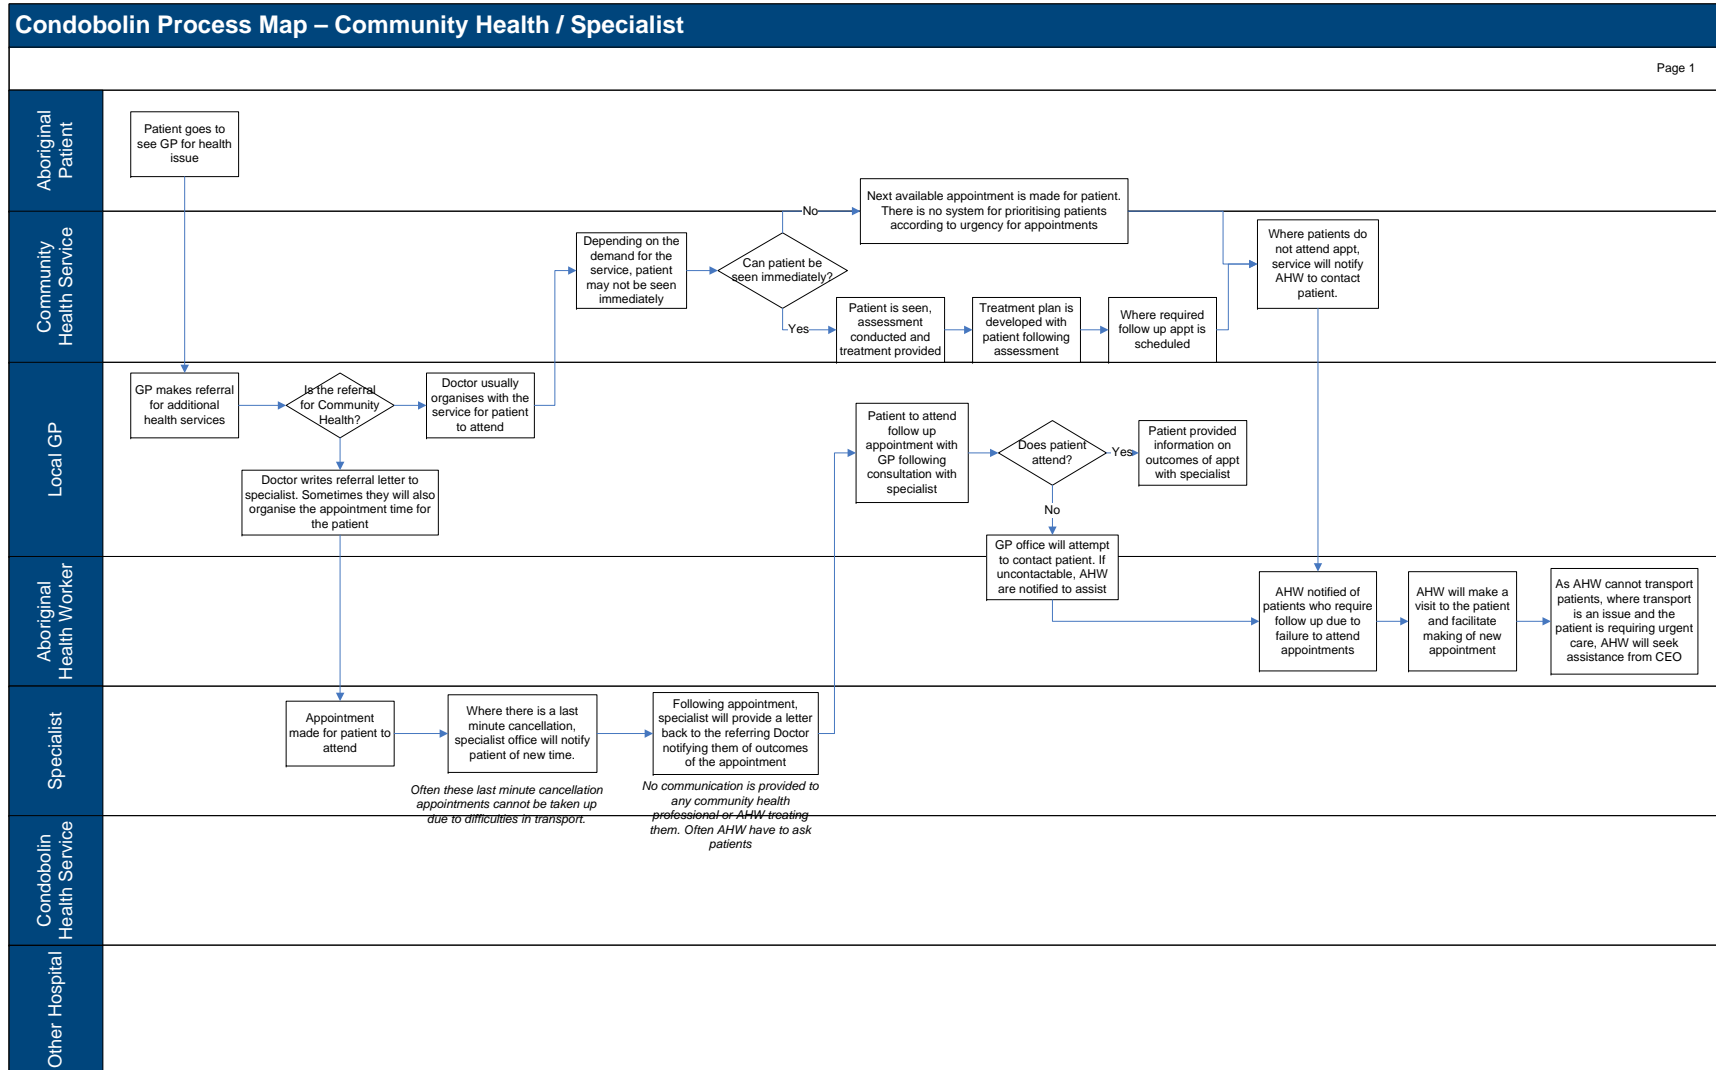 Condobolin Process Map – Community Health / Specialist
Page 1
Aboriginal
Patient
Patient goes to
see GP for health
issue
Next available appointment is made for patient.
There is no system for prioritising patients
according to urgency for appointments
No
Community
Health Service
Depending on the
demand for the
service, patient
may not be seen
immediately
Can patient be
seen immediately?
Yes
Patient is seen,
assessment
conducted and
treatment provided
Treatment plan is
developed with
patient following
assessment
Where required
follow up appt is
scheduled
Where patients do
not attend appt,
service will notify
AHW to contact
patient.
Local GP
GP makes referral
for additional
health services
Is the referral
for Community
Health?
Doctor usually
organises with the
service for patient
to attend
Doctor writes referral letter to
specialist. Sometimes they will also
organise the appointment time for
the patient
Patient to attend
follow up
appointment with
GP following
consultation with
specialist
Does patient
attend?
Yes
Patient provided
information on
outcomes of appt
with specialist
No
GP office will attempt
to contact patient. If
uncontactable, AHW
are notified to assist
Aboriginal
Health Worker
AHW notified of
patients who require
follow up due to
failure to attend
appointments
AHW will make a
visit to the patient
and facilitate
making of new
appointment
As AHW cannot transport
patients, where transport
is an issue and the
patient is requiring urgent
care, AHW will seek
assistance from CEO
Specialist
Appointment
made for patient to
attend
Where there is a last
minute cancellation,
specialist office will notify
patient of new time.
Often these last minute cancellation
appointments cannot be taken up
due to difficulties in transport.
Following appointment,
specialist will provide a letter
back to the referring Doctor
notifying them of outcomes
of the appointment
No communication is provided to
any community health
professional or AHW treating
them. Often AHW have to ask
patients
Condobolin
Health Service
Other Hospital